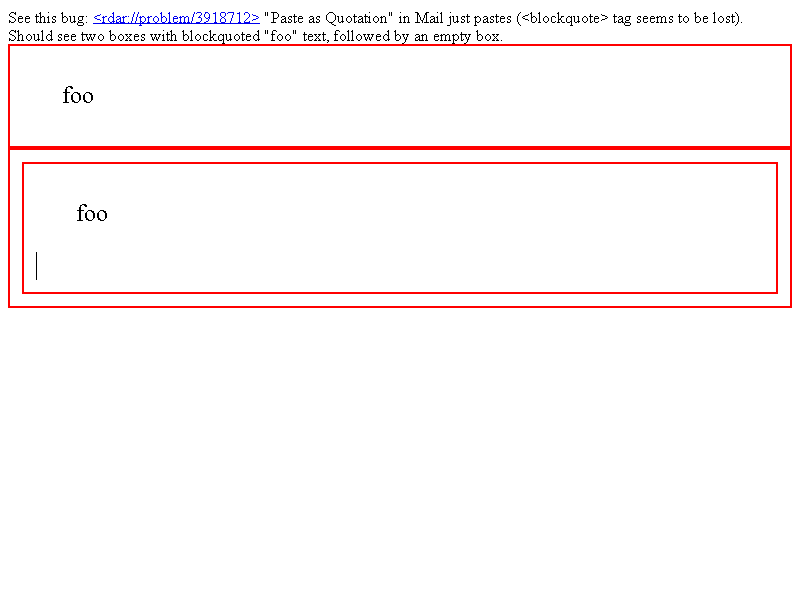 See this bug: <rdar://problem/3918712> "Paste as Quotation" in Mail just pastes (<blockquote> tag seems to be lost).
Should see two boxes with blockquoted "foo" text, followed by an empty box.
foo
foo